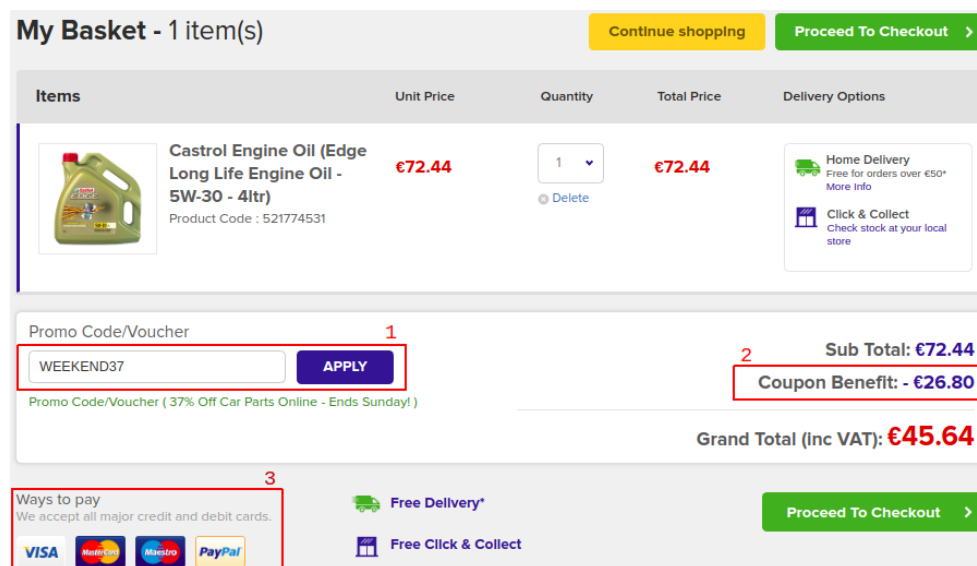 My Basket - 1 item(s)
Continue shopping
Proceed To Checkout
Items Unit Price Quantity Total Price Delivery Options
Castrol Engine Oil (Edge
Long Life Engine Oil -
5W-30 - 4ltr)
Product Code : 521774531
€72.44
1
Delete
€72.44
Home Delivery
Free for orders over €50*
More Info
Click & Collect
Check stock at your local
store
Promo Code/Voucher
1
WEEKEND37
APPLY
Promo Code/Voucher ( 37% Off Car Parts Online - Ends Sunday! )
Sub Total: €72.44
2
Coupon Benefit: - €26.80
Grand Total (inc VAT): €45.64
3
Ways to pay
We accept all major credit and debit cards.
VISA MasterCard Maestro PayPal
Free Delivery*
Free Click & Collect
Proceed To Checkout